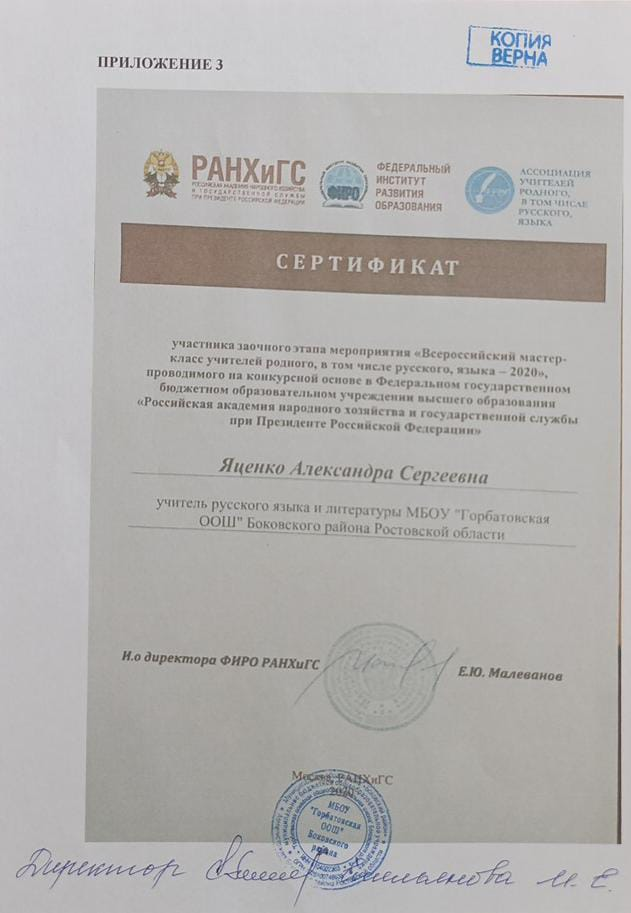 КОПИЯ
ВЕРНА
ПРИЛОЖЕНИЕ 3
РАНХиГС
РОССИЙСКАЯ АКАДЕМИЯ НАРОДНОГО ХОЗЯЙСТВА
И ГОСУДАРСТВЕННОЙ СЛУЖБЫ
ПРИ ПРЕЗИДЕНТЕ РОССИЙСКОЙ ФЕДЕРАЦИИ
ФИРО
ФЕДЕРАЛЬНЫЙ
ИНСТИТУТ
РАЗВИТИЯ
ОБРАЗОВАНИЯ
АССОЦИАЦИЯ
УЧИТЕЛЕЙ
РОДНОГО,
В ТОМ ЧИСЛЕ
РУССКОГО,
ЯЗЫКА
СЕРТИФИКАТ
участника заочного этапа мероприятия «Всероссийский мастер-
класс учителей родного, в том числе русского, языка – 2020»,
проводимого на конкурсной основе в Федеральном государственном
бюджетном образовательном учреждении высшего образования
«Российская академия народного хозяйства и государственной службы
при Президенте Российской Федерации»
Яценко Александра Сергеевна
учитель русского языка и литературы МБОУ "Горбатовская
ООШ" Боковского района Ростовской области
И.о директора ФИРО РАНХиГС
Е.Ю. Малеванов
Москва, РАНХиГС
2020
МБОУ
"Горбатовская
ООШ"
Боковского
района
Директор
И. Е.